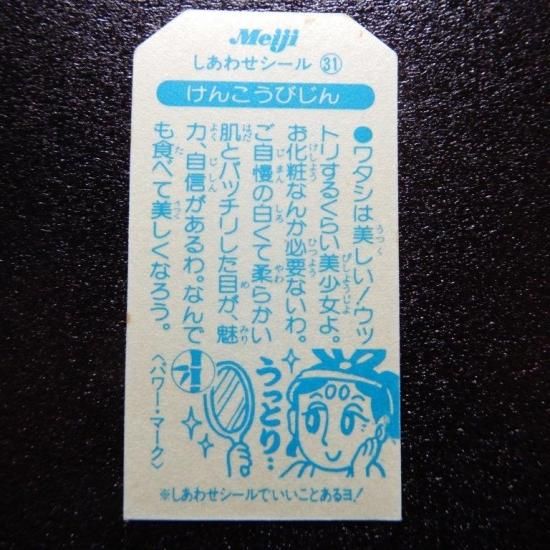 Meiji
しあわせシール ㉛
けんこうびじん
●ワタシは美しい！ウッ
トリするくらい美少女よ。
お化粧なんか必要ないわ。
ご自慢の白くて柔らかい
肌とパッチリした目が、魅
力、自信があるわ。なんで
も食べて美しくなろう。
うっとり…
〈パワー・マーク〉
※しあわせシールでいいことあるヨ！